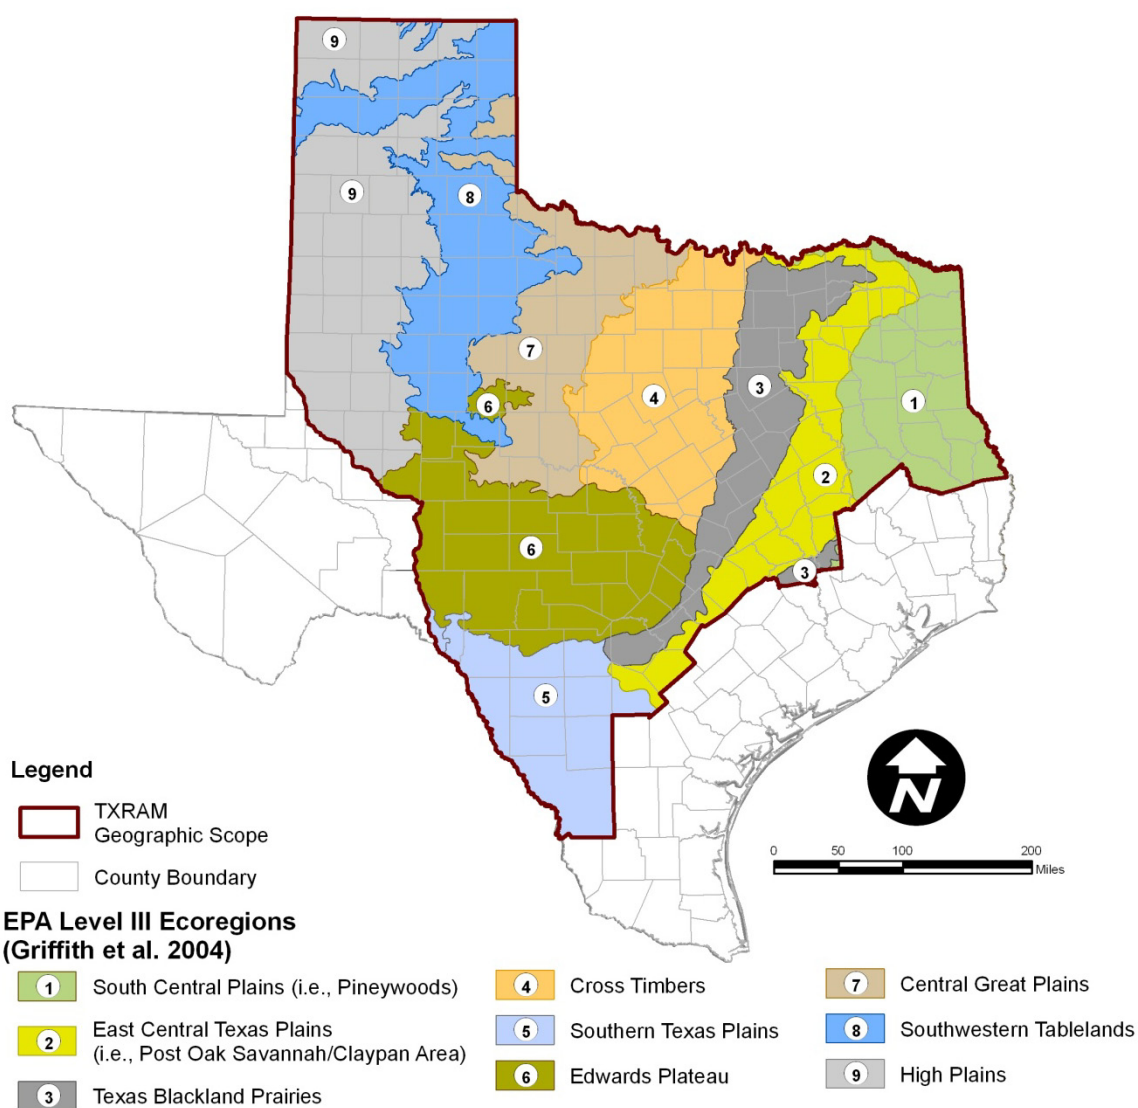 9
9
8
7
3
6
4
1
2
6
3
5
N
0 50 100 200
Miles
Legend
TXRAM
Geographic Scope
County Boundary
EPA Level III Ecoregions
(Griffith et al. 2004)
1 South Central Plains (i.e., Pineywoods)
2 East Central Texas Plains
(i.e., Post Oak Savannah/Claypan Area)
3 Texas Blackland Prairies
4 Cross Timbers
5 Southern Texas Plains
6 Edwards Plateau
7 Central Great Plains
8 Southwestern Tablelands
9 High Plains